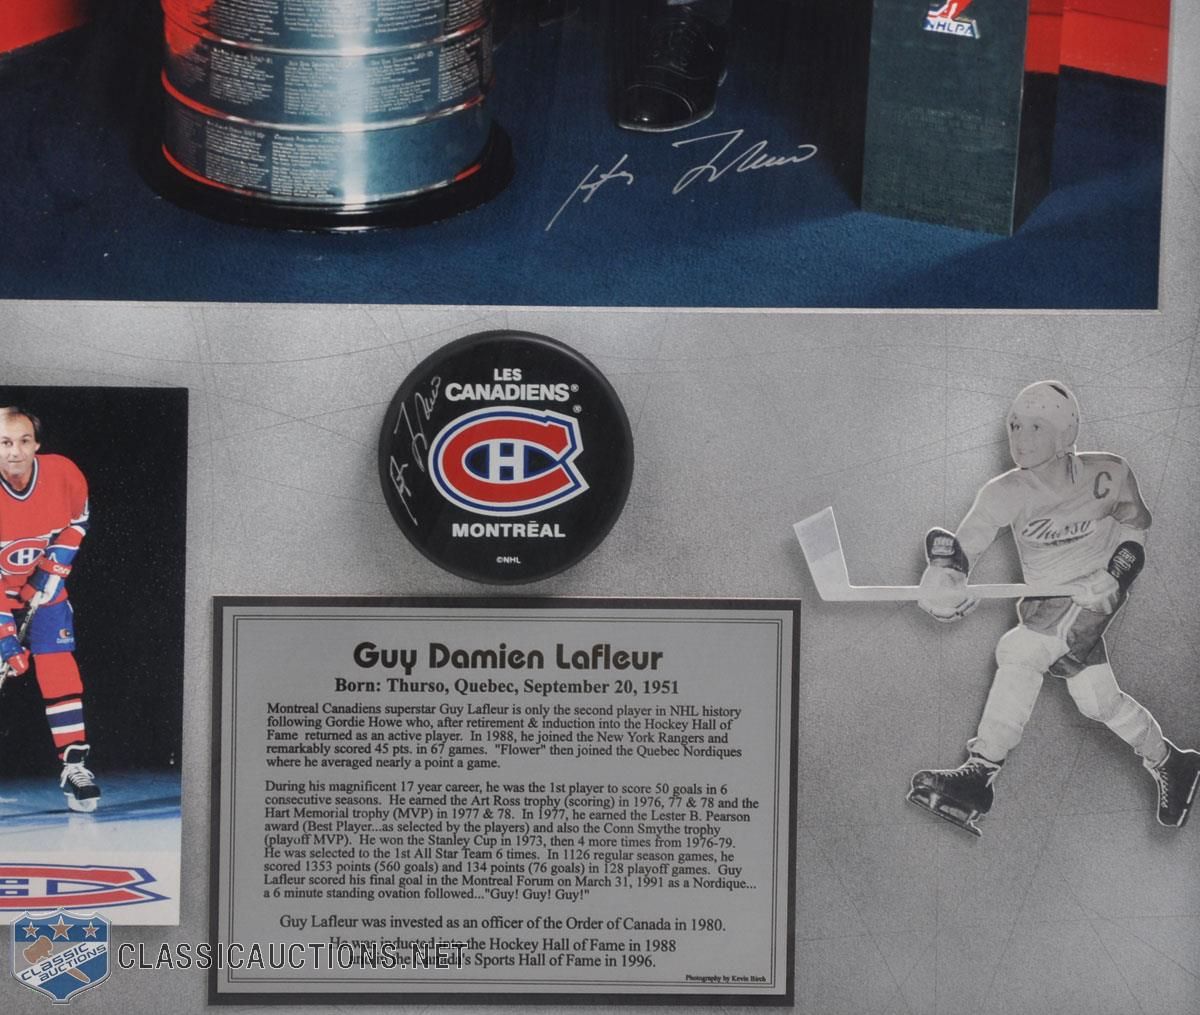 NHLPA
LES
CANADIENS®
®
MONTRÉAL
©NHL
C
Thurso
Guy Damien Lafleur
Born: Thurso, Quebec, September 20, 1951
Montreal Canadiens superstar Guy Lafleur is only the second player in NHL history
following Gordie Howe who, after retirement & induction into the Hockey Hall of
Fame returned as an active player. In 1988, he joined the New York Rangers and
remarkably scored 45 pts. in 67 games. "Flower" then joined the Quebec Nordiques
where he averaged nearly a point a game.
During his magnificent 17 year career, he was the 1st player to score 50 goals in 6
consecutive seasons. He earned the Art Ross trophy (scoring) in 1976, 77 & 78 and the
Hart Memorial trophy (MVP) in 1977 & 78. In 1977, he earned the Lester B. Pearson
award (Best Player...as selected by the players) and also the Conn Smythe trophy
(playoff MVP). He won the Stanley Cup in 1973, then 4 more times from 1976-79.
He was selected to the 1st All Star Team 6 times. In 1126 regular season games, he
scored 1353 points (560 goals) and 134 points (76 goals) in 128 playoff games. Guy
Lafleur scored his final goal in the Montreal Forum on March 31, 1991 as a Nordique...
a 6 minute standing ovation followed..."Guy! Guy! Guy!"
Guy Lafleur was invested as an officer of the Order of Canada in 1980.
He was inducted into the Hockey Hall of Fame in 1988
and in the Canada's Sports Hall of Fame in 1996.
Photography by Kevin Birch
CLASSIC
AUCTIONS
CLASSICAUCTIONS.NET